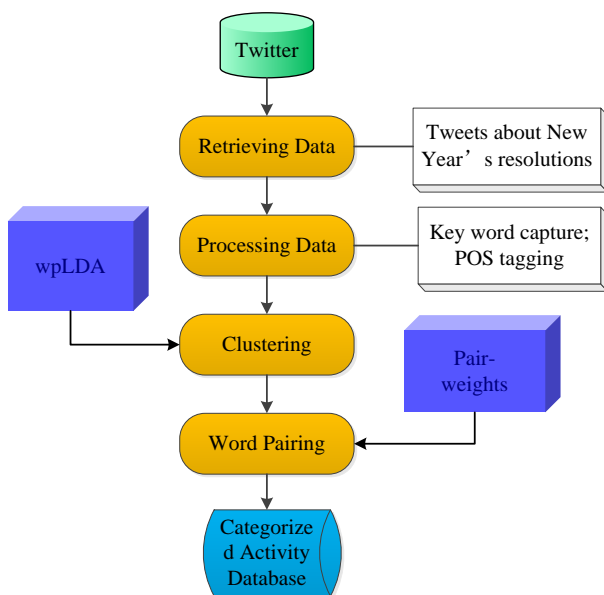 Twitter
Retrieving Data
Tweets about New
Year’s resolutions
Processing Data
Key word capture;
POS tagging
wpLDA
Clustering
Pair-
weights
Word Pairing
Categorize
d Activity
Database